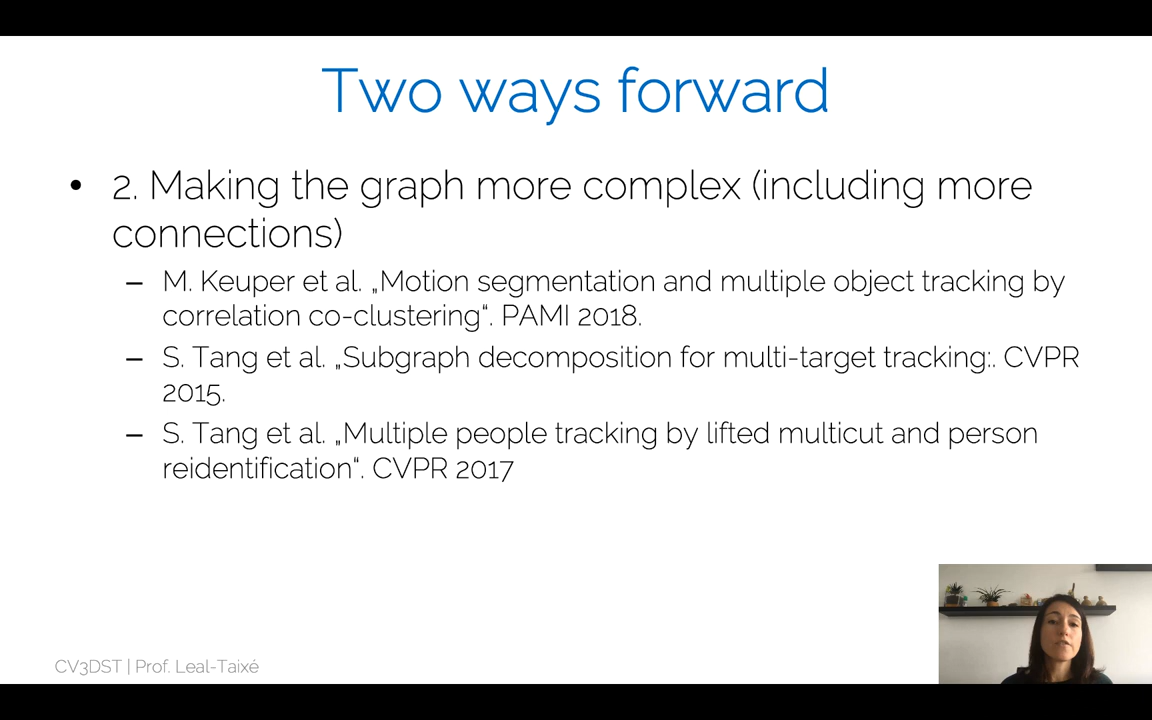 Two ways forward
• 2. Making the graph more complex (including more
connections)
– M. Keuper et al. „Motion segmentation and multiple object tracking by
correlation co-clustering“. PAMI 2018.
– S. Tang et al. „Subgraph decomposition for multi-target tracking:. CVPR
2015.
– S. Tang et al. „Multiple people tracking by lifted multicut and person
reidentification“. CVPR 2017
CV3DST | Prof. Leal-Taixé